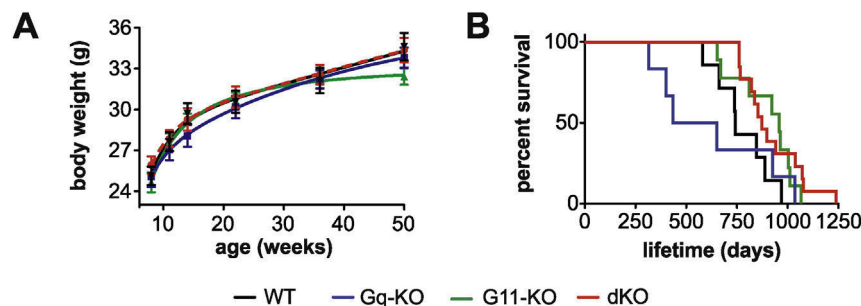 A
body weight (g)
36
33
30
27
24
10
20
30
40
50
age (weeks)
B
percent survival
100
50
0
0
250
500
750
1000
1250
lifetime (days)
WT
Gq-KO
G11-KO
dKO